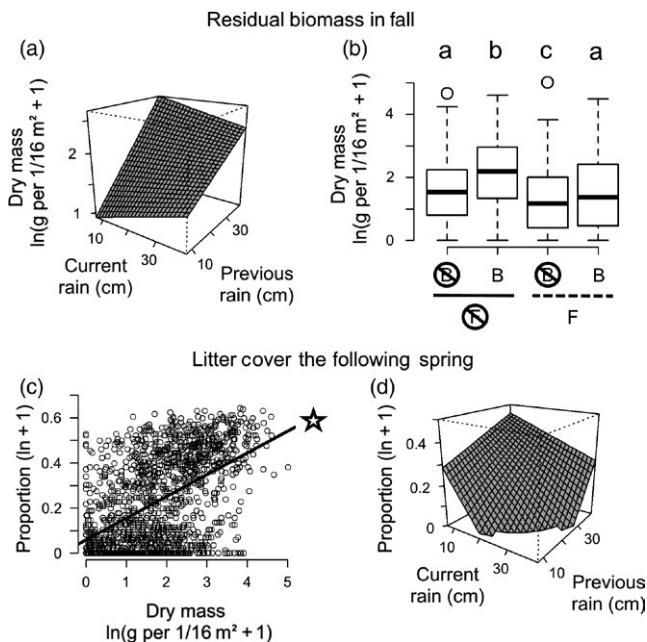 Residual biomass in fall
(a)
Dry mass
ln(g per 1/16 m² + 1)
2
1
10
30
Current
rain (cm)
10
30
Previous
rain (cm)
(b)
a b c a
Dry mass
ln(g per 1/16 m² + 1)
4
2
0
B B B B
F F
Litter cover the following spring
(c)
Proportion (ln + 1)
0.6
0.4
0.2
0
0 1 2 3 4 5
Dry mass
ln(g per 1/16 m² + 1)
(d)
Proportion (ln + 1)
0.4
0.2
0
10
30
Current
rain (cm)
10
30
Previous
rain (cm)